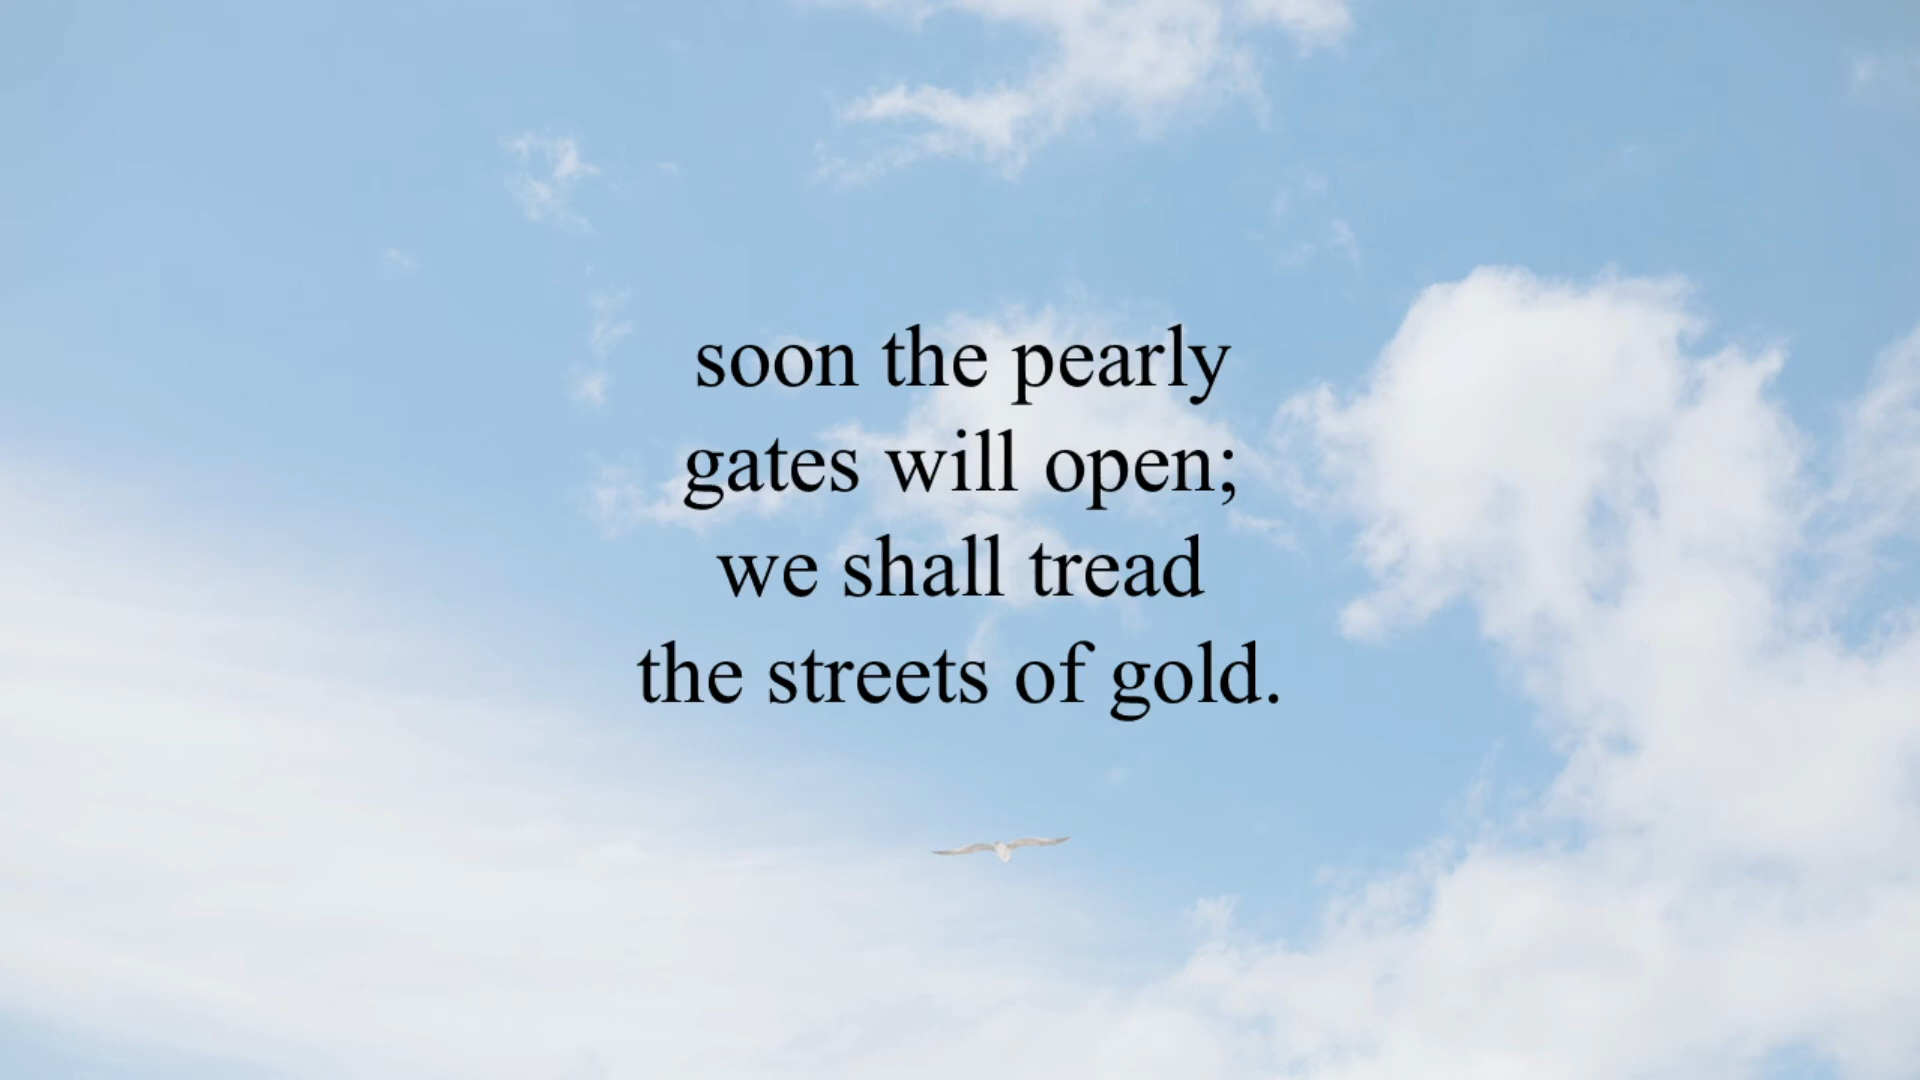 soon the pearly
gates will open;
we shall tread
the streets of gold.